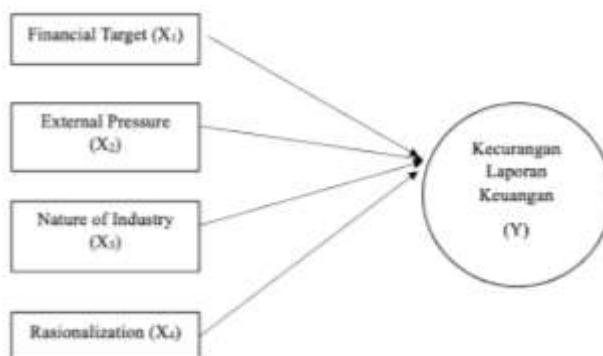 Financial Target (X₁)
External Pressure
(X₂)
Nature of Industry
(X₃)
Rasionalization (X₄)
Kecurangan
Laporan
Keuangan
(Y)